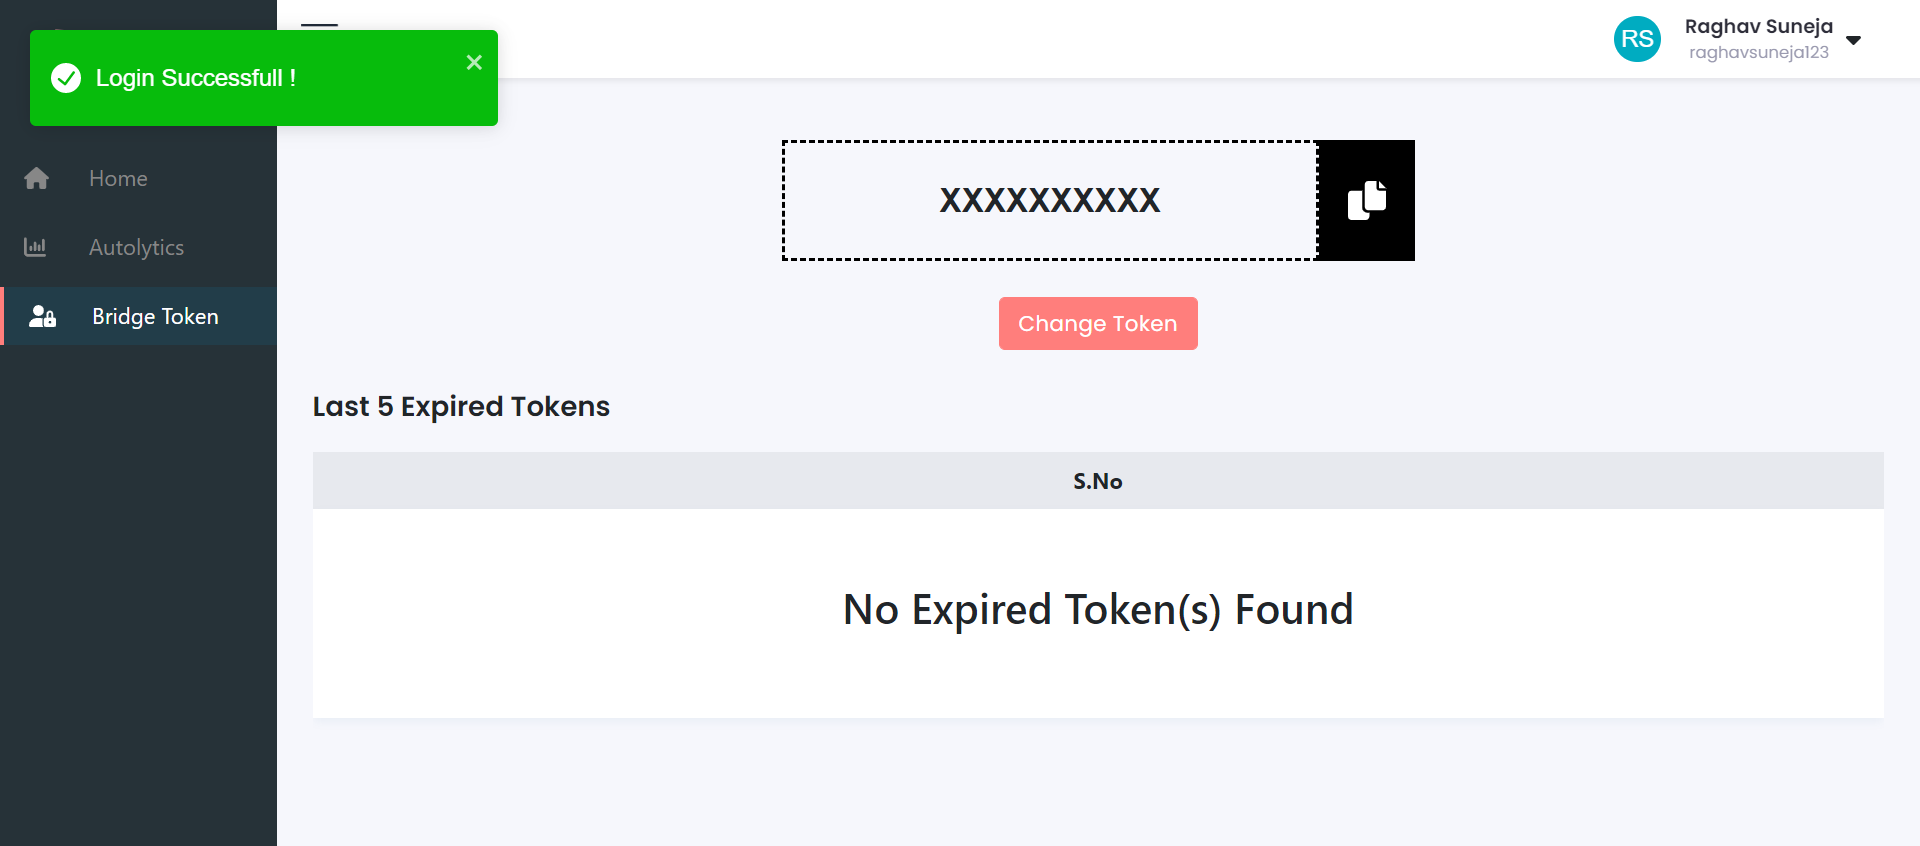 Login Successfull !
RS
Raghav Suneja
raghavsuneja123
Home
Autolytics
Bridge Token
XXXXXXXXXX
Change Token
Last 5 Expired Tokens
S.No
No Expired Token(s) Found